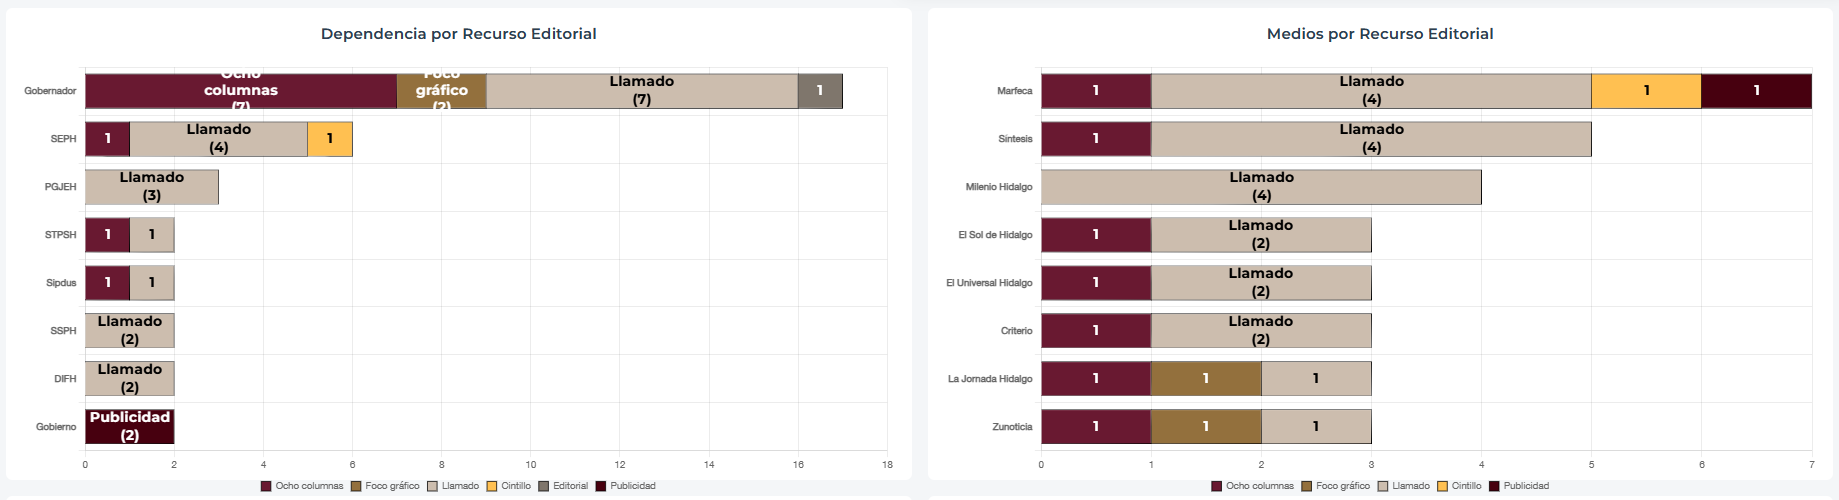 Dependencia por Recurso Editorial
Gobernador
Ocho
columnas
(7)
Foco
gráfico
(2)
Llamado
(7)
1
SEPH
1
Llamado
(4)
1
PGJEH
Llamado
(3)
STPSH
1
1
Sipdus
1
1
SSPH
Llamado
(2)
DIFH
Llamado
(2)
Gobierno
Publicidad
(2)
0 2 4 6 8 10 12 14 16 18
Ocho columnas Foco gráfico Llamado Cintillo Editorial Publicidad
Medios por Recurso Editorial
Marfeca
1
Llamado
(4)
1
1
Síntesis
1
Llamado
(4)
Milenio Hidalgo
Llamado
(4)
El Sol de Hidalgo
1
Llamado
(2)
El Universal Hidalgo
1
Llamado
(2)
Criterio
1
Llamado
(2)
La Jornada Hidalgo
1
1
1
Zunoticia
1
1
1
0 1 2 3 4 5 6 7
Ocho columnas Foco gráfico Llamado Cintillo Publicidad